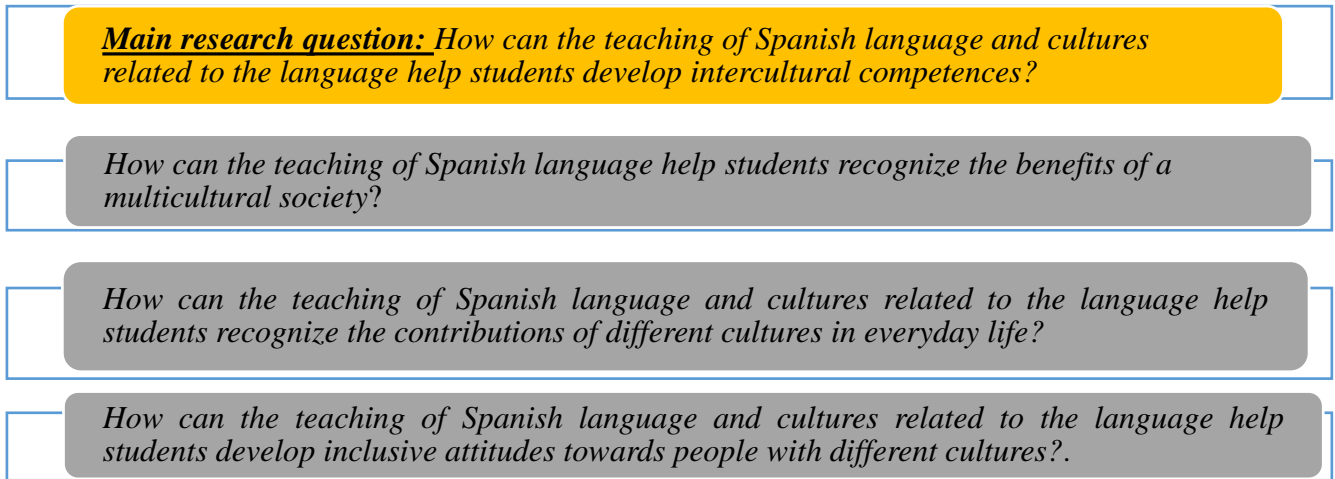 Main research question: How can the teaching of Spanish language and cultures
related to the language help students develop intercultural competences?
How can the teaching of Spanish language help students recognize the benefits of a
multicultural society?
How can the teaching of Spanish language and cultures related to the language help
students recognize the contributions of different cultures in everyday life?
How can the teaching of Spanish language and cultures related to the language help
students develop inclusive attitudes towards people with different cultures?.